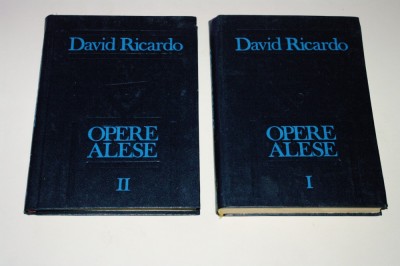 David Ricardo
OPERE
ALESE
II
David Ricardo
OPERE
ALESE
I